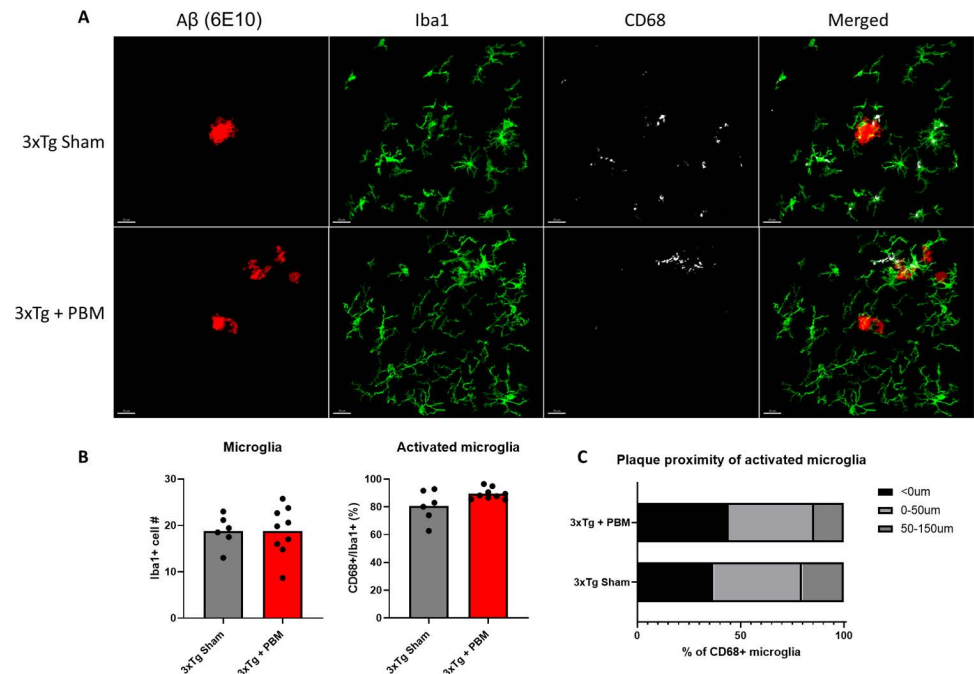 A
Aβ (6E10)
Iba1
CD68
Merged
3xTg Sham
3xTg + PBM
B
Microglia
Iba1+ cell #
30
20
10
0
3xTg Sham
3xTg + PBM
Activated microglia
CD68+/Iba1+ (%)
100
80
60
40
20
0
3xTg Sham
3xTg + PBM
C
Plaque proximity of activated microglia
3xTg + PBM
3xTg Sham
0
50
100
% of CD68+ microglia
<0um
0-50um
50-150um